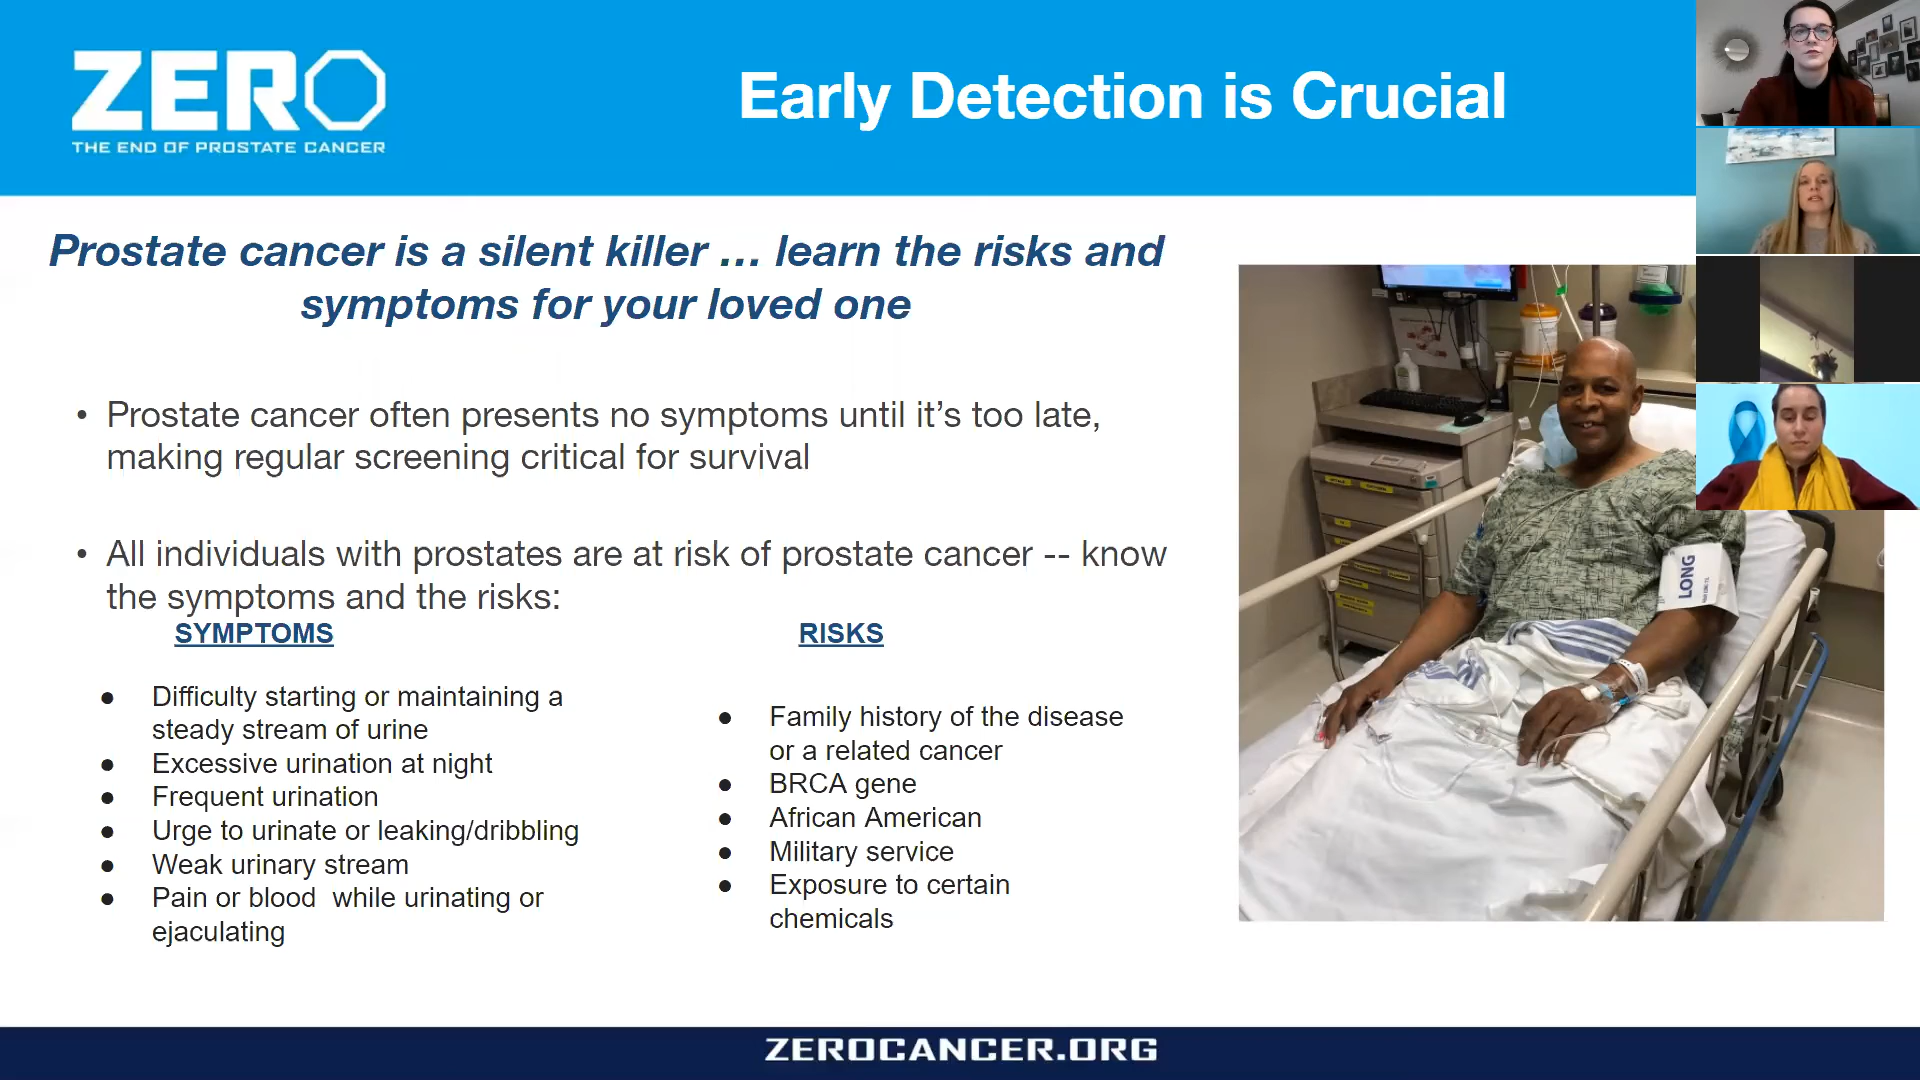 ZERO
THE END OF PROSTATE CANCER
Early Detection is Crucial
Prostate cancer is a silent killer ... learn the risks and
symptoms for your loved one
• Prostate cancer often presents no symptoms until it's too late,
making regular screening critical for survival
• All individuals with prostates are at risk of prostate cancer -- know
the symptoms and the risks:
SYMPTOMS
● Difficulty starting or maintaining a
steady stream of urine
● Excessive urination at night
● Frequent urination
● Urge to urinate or leaking/dribbling
● Weak urinary stream
● Pain or blood  while urinating or
ejaculating
RISKS
● Family history of the disease
or a related cancer
● BRCA gene
● African American
● Military service
● Exposure to certain
chemicals
LONG
ZEROCANCER.ORG